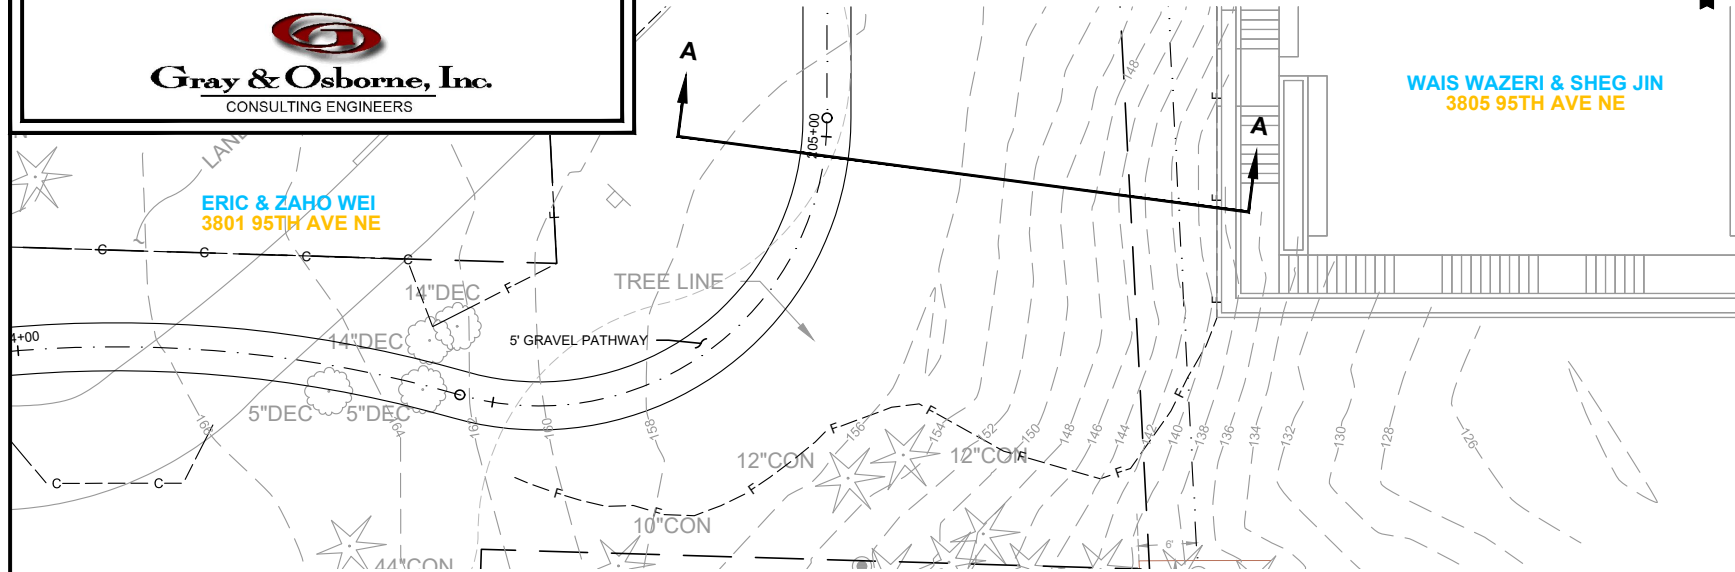 Gray & Osborne, Inc.
CONSULTING ENGINEERS
A
148
WAIS WAZERI & SHEG JIN
3805 95TH AVE NE
A
205+00
F
F
LAN
ERIC & ZAHO WEI
3801 95TH AVE NE
F
F
C
C
C
C
TREE LINE
14"DEC
F
F
4+00
14"DEC
5' GRAVEL PATHWAY
5"DEC
5"DEC
F
F
F
166
164
162
160
158
156
154
152
150
148
146
144
142
140
138
136
134
132
130
128
126
12"CON
12"CON
F
F
C
C
F
F
F
10"CON
6'
44"CON